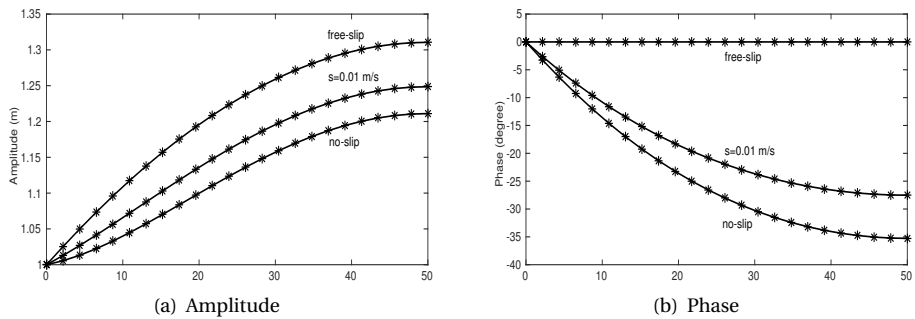 1.35
1.3
1.25
1.2
1.15
1.1
1.05
1
Amplitude (m)
free-slip
s=0.01 m/s
no-slip
0 10 20 30 40 50
(a) Amplitude
5
0
-5
-10
-15
-20
-25
-30
-35
-40
Phase (degree)
free-slip
s=0.01 m/s
no-slip
0 10 20 30 40 50
(b) Phase